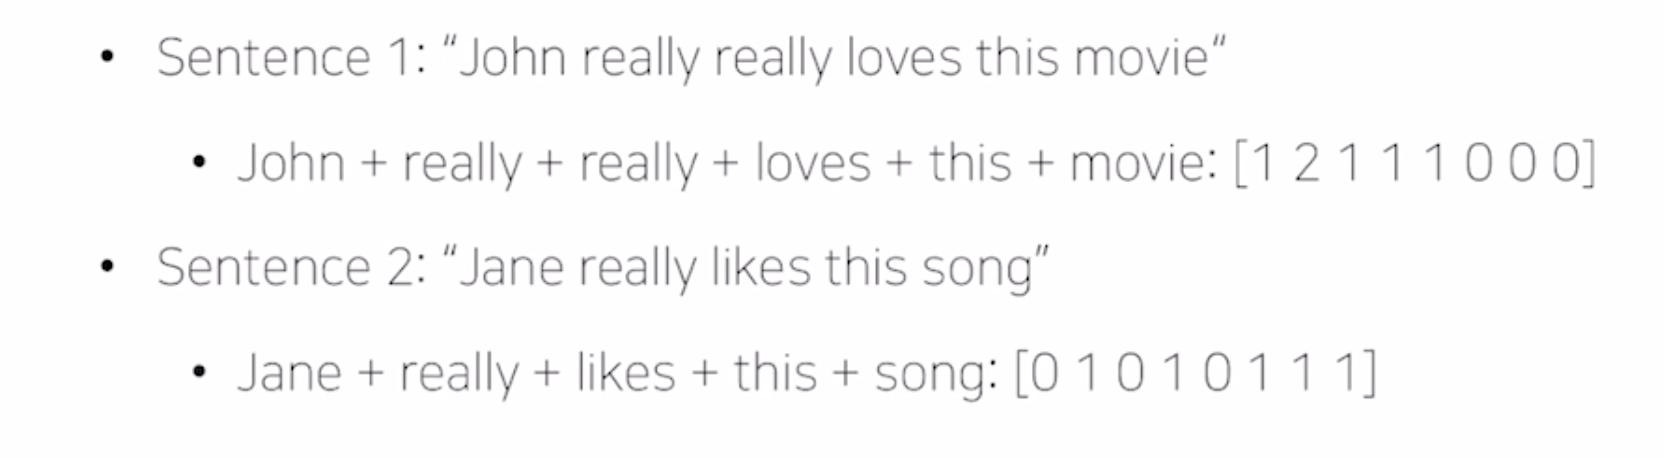 • Sentence 1: “John really really loves this movie“
• John + really + really + loves + this + movie: [1 2 1 1 1 0 0 0]
• Sentence 2: “Jane really likes this song”
• Jane + really + likes + this + song: [0 1 0 1 0 1 1 1]